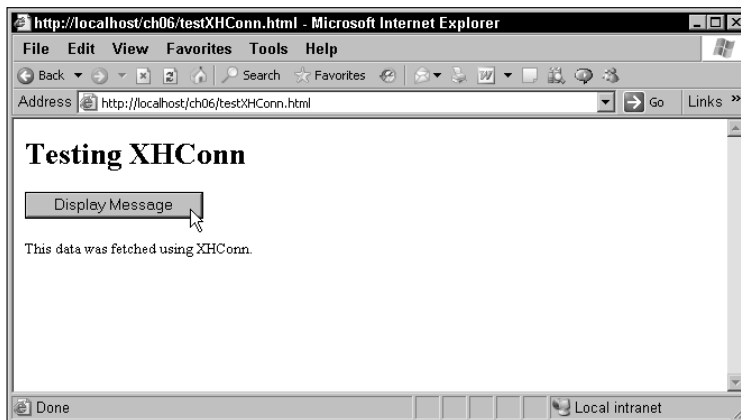 http://localhost/ch06/testXHConn.html - Microsoft Internet Explorer
File Edit View Favorites Tools Help
Back Search Favorites W
Address http://localhost/ch06/testXHConn.html Go Links »
Testing XHConn
Display Message
This data was fetched using XHConn.
Done Local intranet